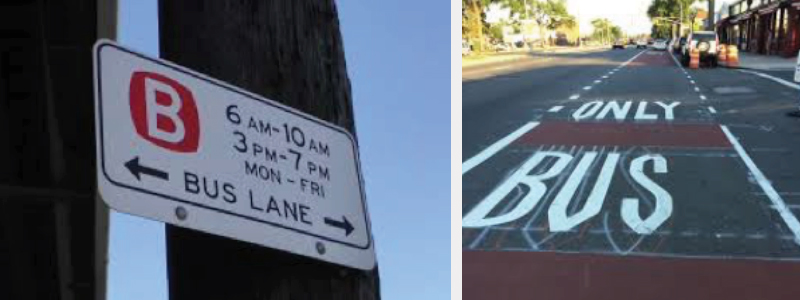 B
6 AM-10 AM
3 PM-7 PM
MON - FRI
BUS LANE
ONLY
BUS